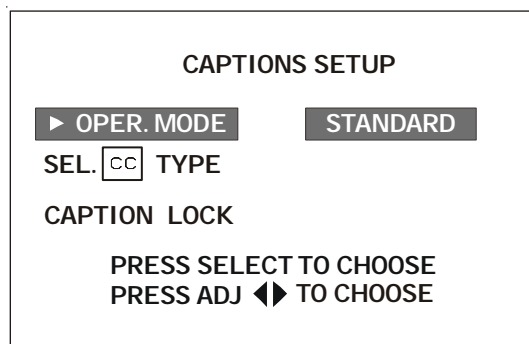 CAPTIONS SETUP
► OPER. MODE STANDARD
SEL. CC TYPE
CAPTION LOCK
PRESS SELECT TO CHOOSE
PRESS ADJ ◀▶ TO CHOOSE